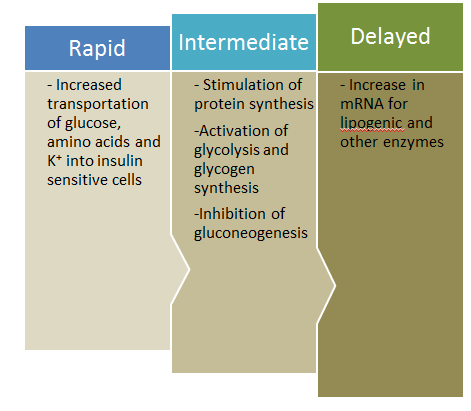 Rapid
- Increased
transportation
of glucose,
amino acids and
K⁺ into insulin
sensitive cells
Intermediate
- Stimulation of
protein synthesis
-Activation of
glycolysis and
glycogen
synthesis
-Inhibition of
gluconeogenesis
Delayed
- Increase in
mRNA for
lipogenic and
other enzymes